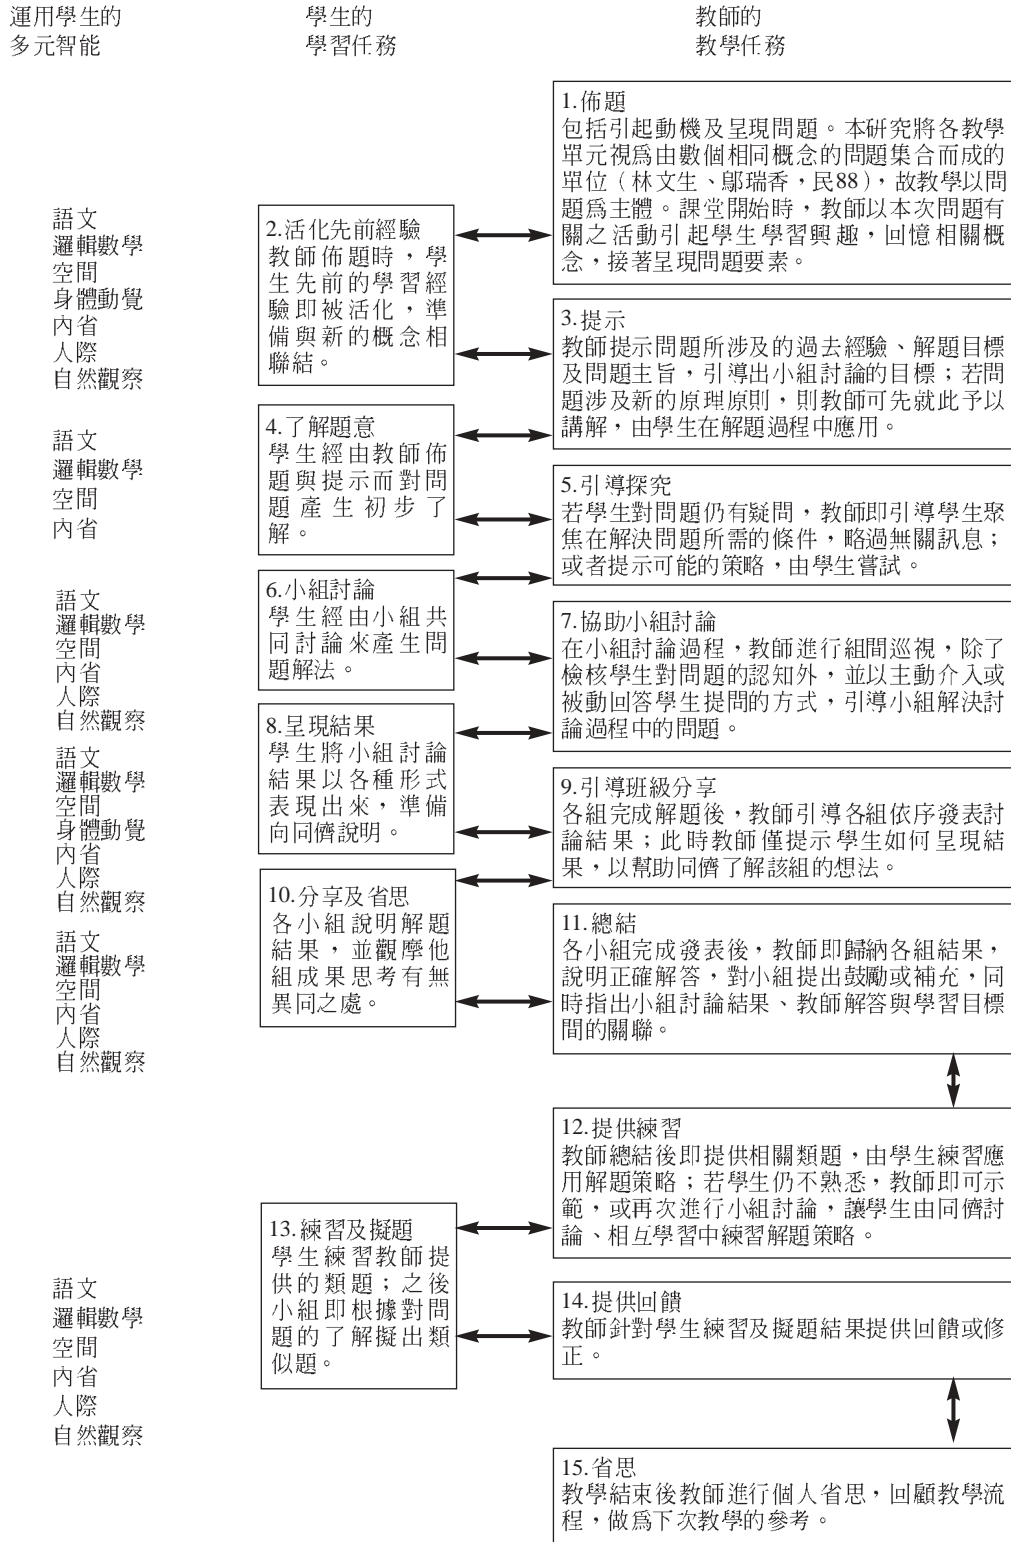 運用學生的
多元智能
學生的
學習任務
教師的
教學任務
1.佈題
包括引起動機及呈現問題。本研究將各教學
單元視爲由數個相同概念的問題集合而成的
單位（林文生、鄔瑞香，民88），故教學以問
題爲主體。課堂開始時，教師以本次問題有
關之活動引起學生學習興趣，回憶相關概
念，接著呈現問題要素。
語文
邏輯數學
空間
身體動覺
內省
人際
自然觀察
2.活化先前經驗
教師佈題時，學
生先前的學習經
驗即被活化，準
備與新的概念相
聯結。
3.提示
教師提示問題所涉及的過去經驗、解題目標
及問題主旨，引導出小組討論的目標；若問
題涉及新的原理原則，則教師可先就此予以
講解，由學生在解題過程中應用。
語文
邏輯數學
空間
內省
4.了解題意
學生經由教師佈
題與提示而對問
題產生初步了
解。
5.引導探究
若學生對問題仍有疑問，教師即引導學生聚
焦在解決問題所需的條件，略過無關訊息；
或者提示可能的策略，由學生嘗試。
語文
邏輯數學
空間
內省
人際
自然觀察
6.小組討論
學生經由小組共
同討論來產生問
題解法。
7.協助小組討論
在小組討論過程，教師進行組間巡視，除了
檢核學生對問題的認知外，並以主動介入或
被動回答學生提問的方式，引導小組解決討
論過程中的問題。
語文
邏輯數學
空間
身體動覺
內省
人際
自然觀察
8.呈現結果
學生將小組討論
結果以各種形式
表現出來，準備
向同儕說明。
9.引導班級分享
各組完成解題後，教師引導各組依序發表討
論結果；此時教師僅提示學生如何呈現結
果，以幫助同儕了解該組的想法。
語文
邏輯數學
空間
內省
人際
自然觀察
10.分享及省思
各小組說明解題
結果，並觀摩他
組成果思考有無
異同之處。
11.總結
各小組完成發表後，教師即歸納各組結果，
說明正確解答，對小組提出鼓勵或補充，同
時指出小組討論結果、教師解答與學習目標
間的關聯。
12.提供練習
教師總結後即提供相關類題，由學生練習應
用解題策略；若學生仍不熟悉，教師即可示
範，或再次進行小組討論，讓學生由同儕討
論、相互學習中練習解題策略。
語文
邏輯數學
空間
內省
人際
自然觀察
13.練習及擬題
學生練習教師提
供的類題；之後
小組即根據對問
題的了解擬出類
似題。
14.提供回饋
教師針對學生練習及擬題結果提供回饋或修
正。
15.省思
教學結束後教師進行個人省思，回顧教學流
程，做爲下次教學的參考。